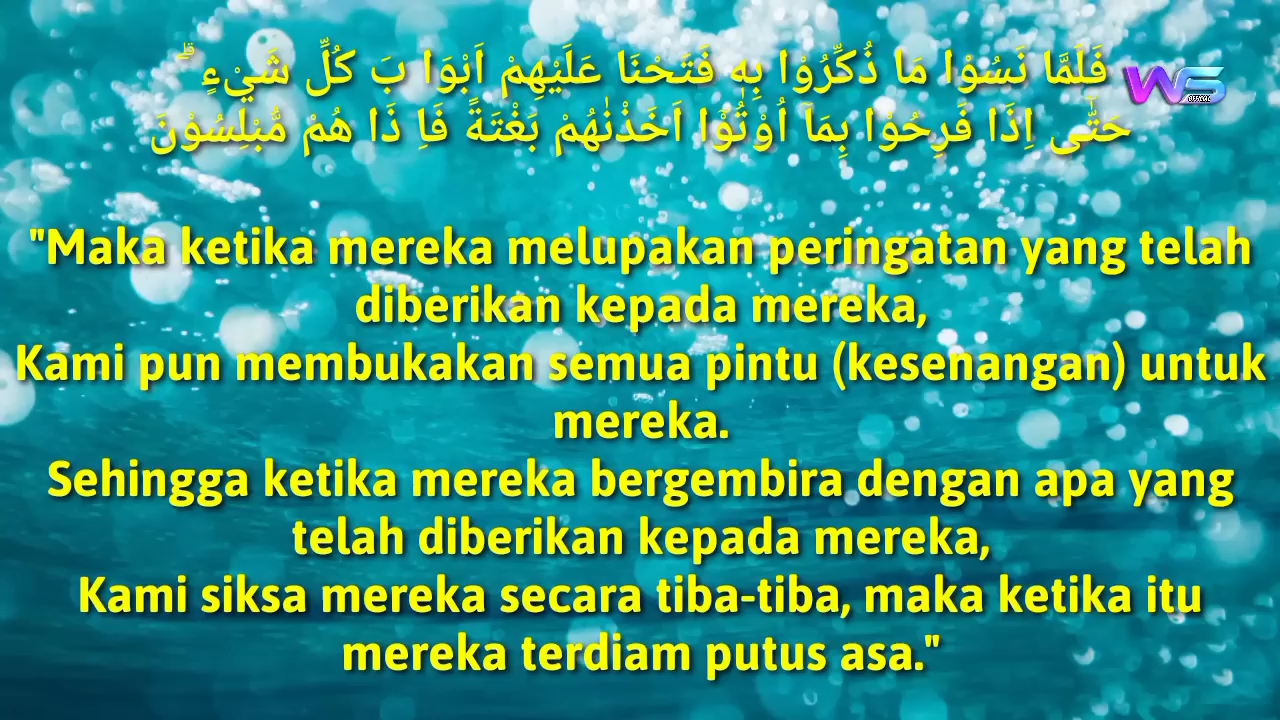 فَلَمَّا نَسُوْا مَا ذُكِّرُوْا بِهٖ فَتَحْنَا عَلَيْهِمْ اَبْوَا بَ كُلِّ شَيْءٍ ۗ
حَتّٰۤى اِذَا فَرِحُوْا بِمَاۤ اُوْتُوْۤا اَخَذْنٰهُمْ بَغْتَةً فَاِ ذَا هُمْ مُّبْلِسُوْنَ
WS
OFFICIAL
"Maka ketika mereka melupakan peringatan yang telah
diberikan kepada mereka,
Kami pun membukakan semua pintu (kesenangan) untuk
mereka.
Sehingga ketika mereka bergembira dengan apa yang
telah diberikan kepada mereka,
Kami siksa mereka secara tiba-tiba, maka ketika itu
mereka terdiam putus asa."